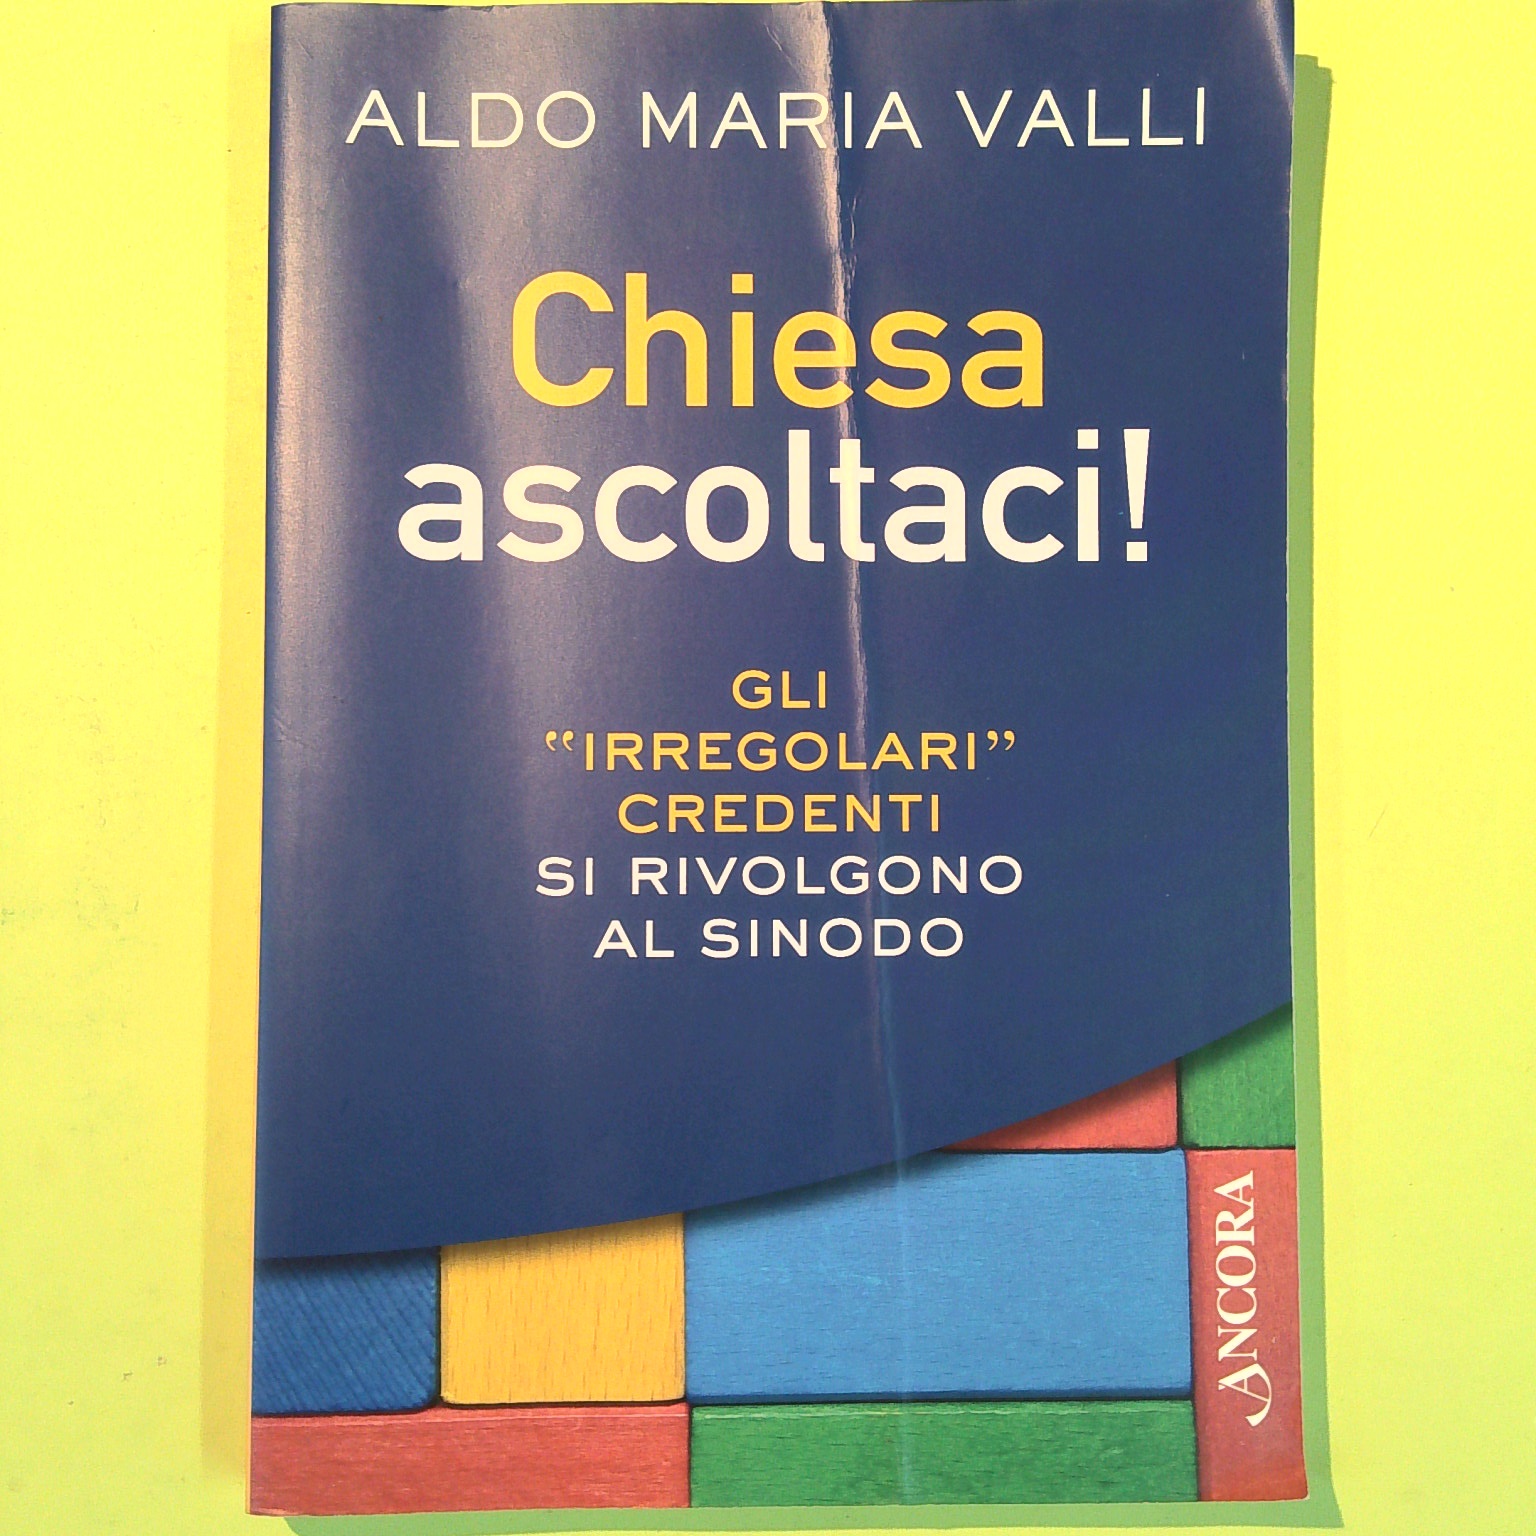 ALDO MARIA VALLI
Chiesa
ascoltaci!
GLI
“IRREGOLARI”
CREDENTI
SI RIVOLGONO
AL SINODO
ANCORA